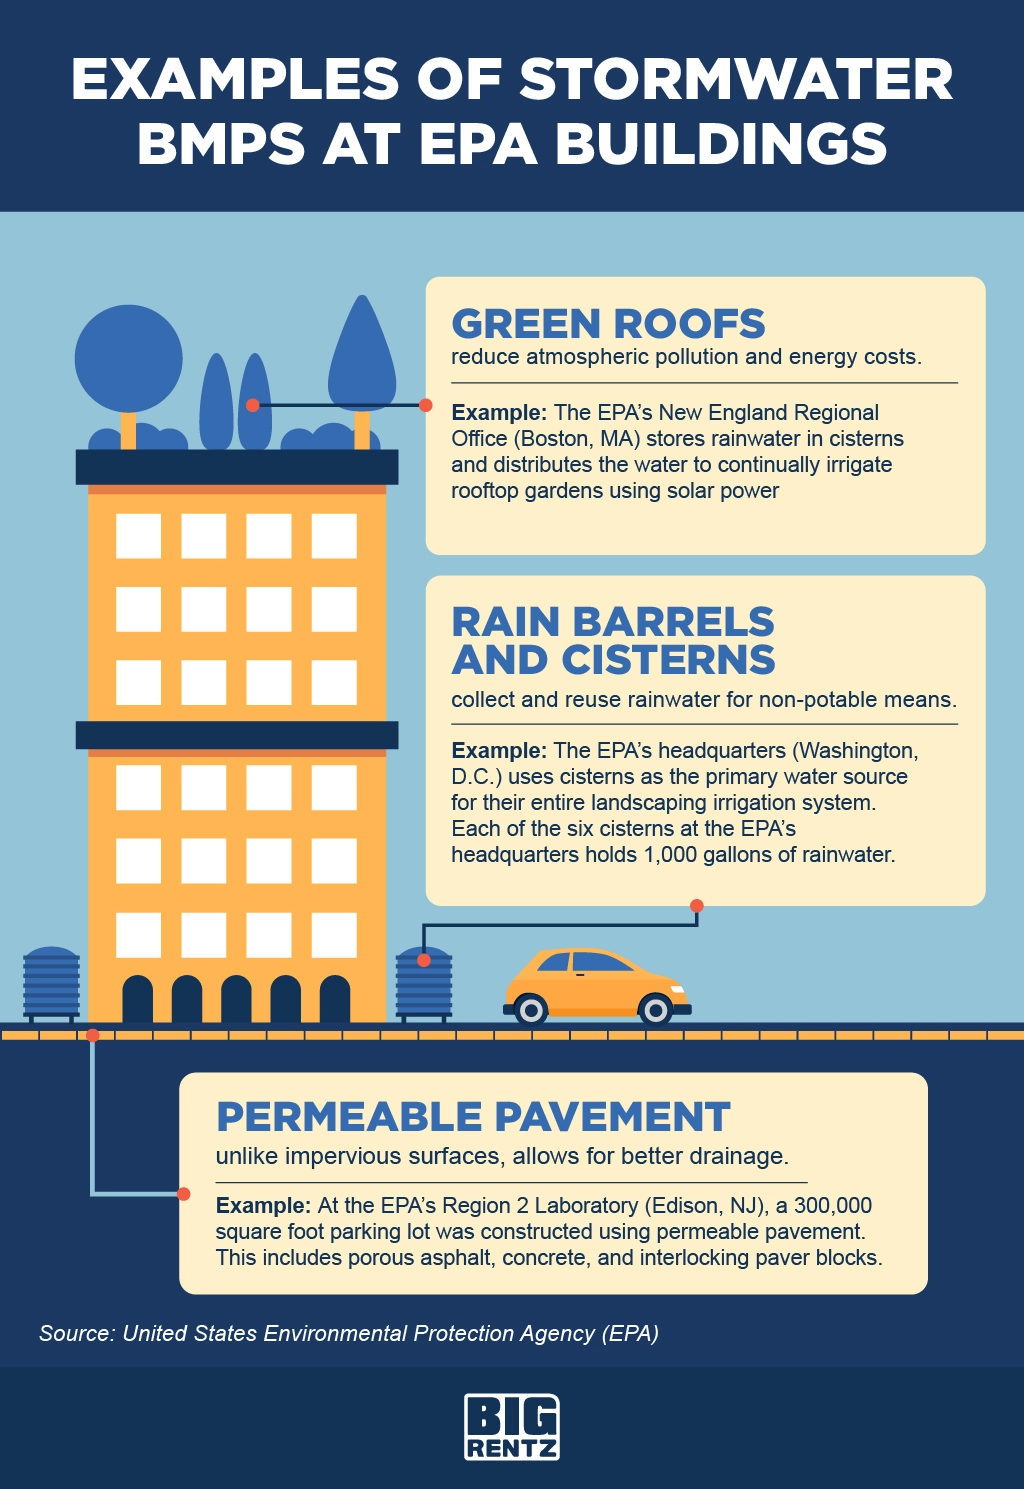 EXAMPLES OF STORMWATER
BMPS AT EPA BUILDINGS
GREEN ROOFS
reduce atmospheric pollution and energy costs.
Example: The EPA's New England Regional
Office (Boston, MA) stores rainwater in cisterns
and distributes the water to continually irrigate
rooftop gardens using solar power
RAIN BARRELS
AND CISTERNS
collect and reuse rainwater for non-potable means.
Example: The EPA's headquarters (Washington,
D.C.) uses cisterns as the primary water source
for their entire landscaping irrigation system.
Each of the six cisterns at the EPA's
headquarters holds 1,000 gallons of rainwater.
PERMEABLE PAVEMENT
unlike impervious surfaces, allows for better drainage.
Example: At the EPA's Region 2 Laboratory (Edison, NJ), a 300,000
square foot parking lot was constructed using permeable pavement.
This includes porous asphalt, concrete, and interlocking paver blocks.
Source: United States Environmental Protection Agency (EPA)
BIG
RENTZ